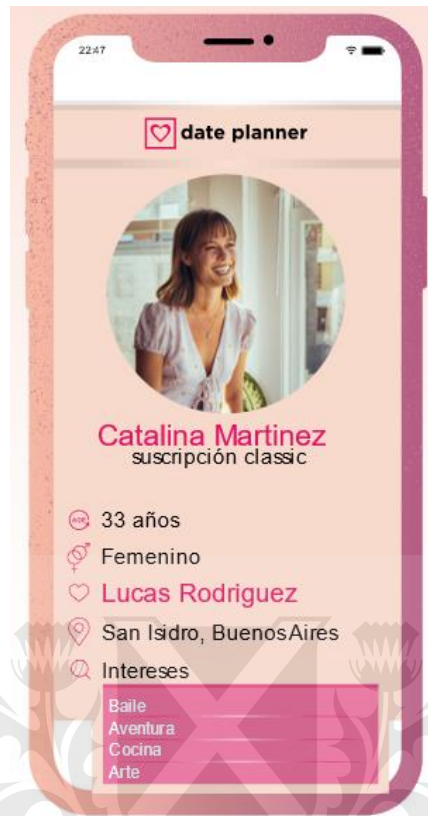 22:47
date planner
Catalina Martinez
suscripción classic
AGE
33 años
Femenino
Lucas Rodriguez
San Isidro, BuenosAires
Intereses
Baile
Aventura
Cocina
Arte